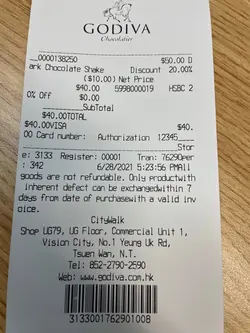 GODIVA
Chocolatier
__0000138250 $50.00 D
ark Chocolate Shake Discount 20.00%
($10.00) Net Price
$40.00 5998000019 HSBC 2
0% Off $0.00
SubTotal
$40.00TOTAL $40.
$40.00VISA
00 Card number: Authorization 12345
Stor
e: 3133 Register: 00001 Tran: 76290per
: 342 6/28/2021 5:23:56 PMAll
goods are not refundable. Only productwith
inherent defect can be exchangedwithin 7
days from date of purchasewith a valid inv
oice.
CityWalk
Shop UG79, UG Floor, Commercial Unit 1,
Vision City, No.1 Yeung Uk Rd,
Tsuen Wan, N.T.
Tel: 852-2790-2590
Web: www.godiva.com.hk
3133001762901008